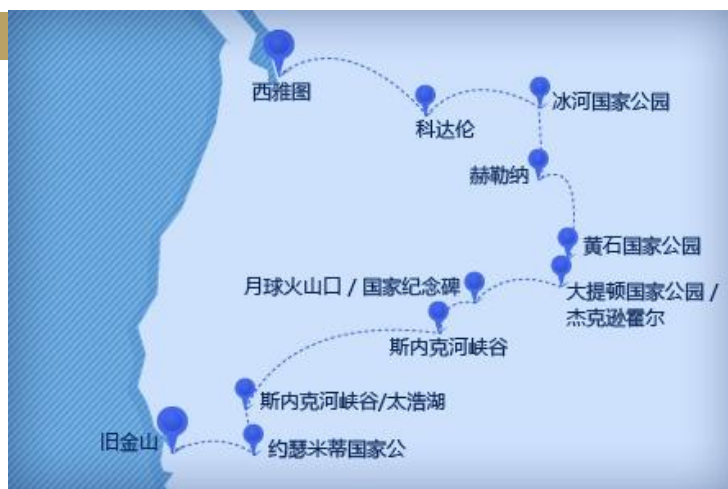 西雅图
科达伦
冰河国家公园
赫勒纳
黄石国家公园
月球火山口 / 国家纪念碑
大提顿国家公园 /
杰克逊霍尔
斯内克河峡谷
斯内克河峡谷/太浩湖
旧金山
约瑟米蒂国家公